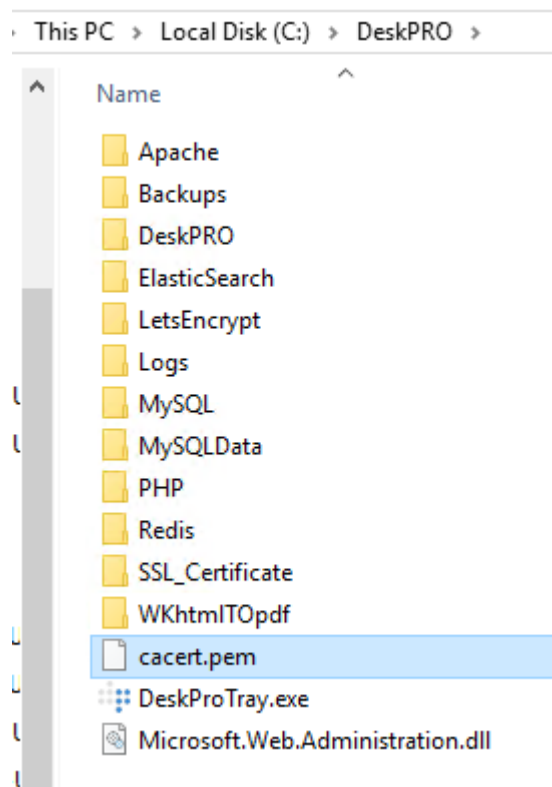 This PC > Local Disk (C:) > DeskPRO >
Name
Apache
Backups
DeskPRO
ElasticSearch
LetsEncrypt
Logs
MySQL
MySQLData
PHP
Redis
SSL_Certificate
WKhtmlTOpdf
cacert.pem
DeskProTray.exe
Microsoft.Web.Administration.dll